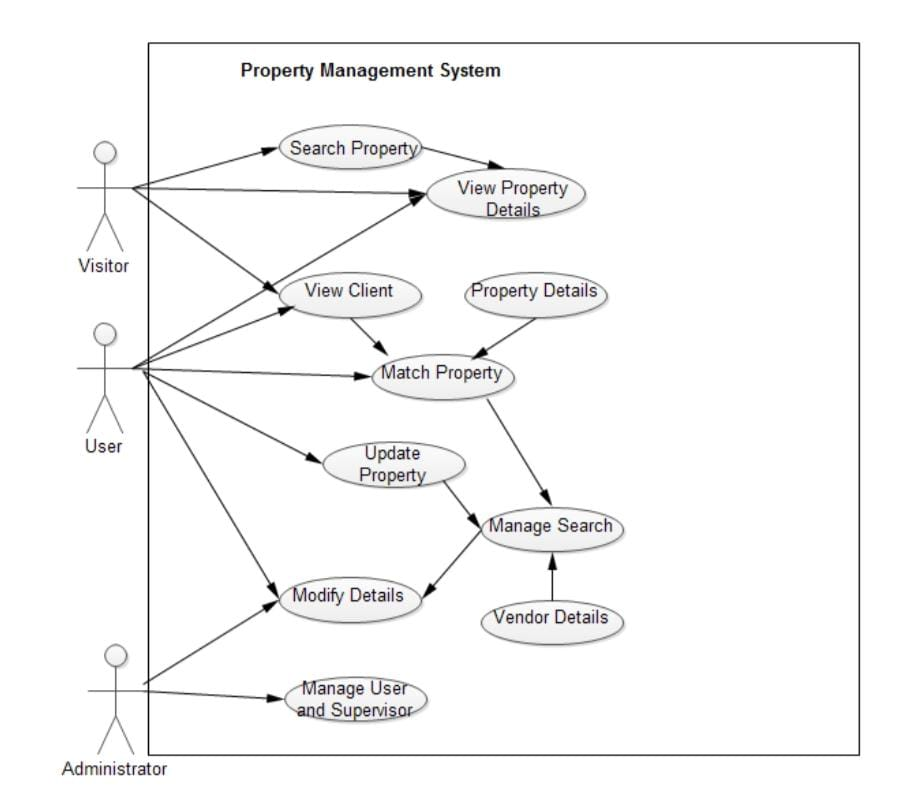 Property Management System
Search Property
View Property
Details
Visitor
View Client
Property Details
Match Property
User
Update
Property
Manage Search
Modify Details
Vendor Details
Manage User
and Supervisor
Administrator